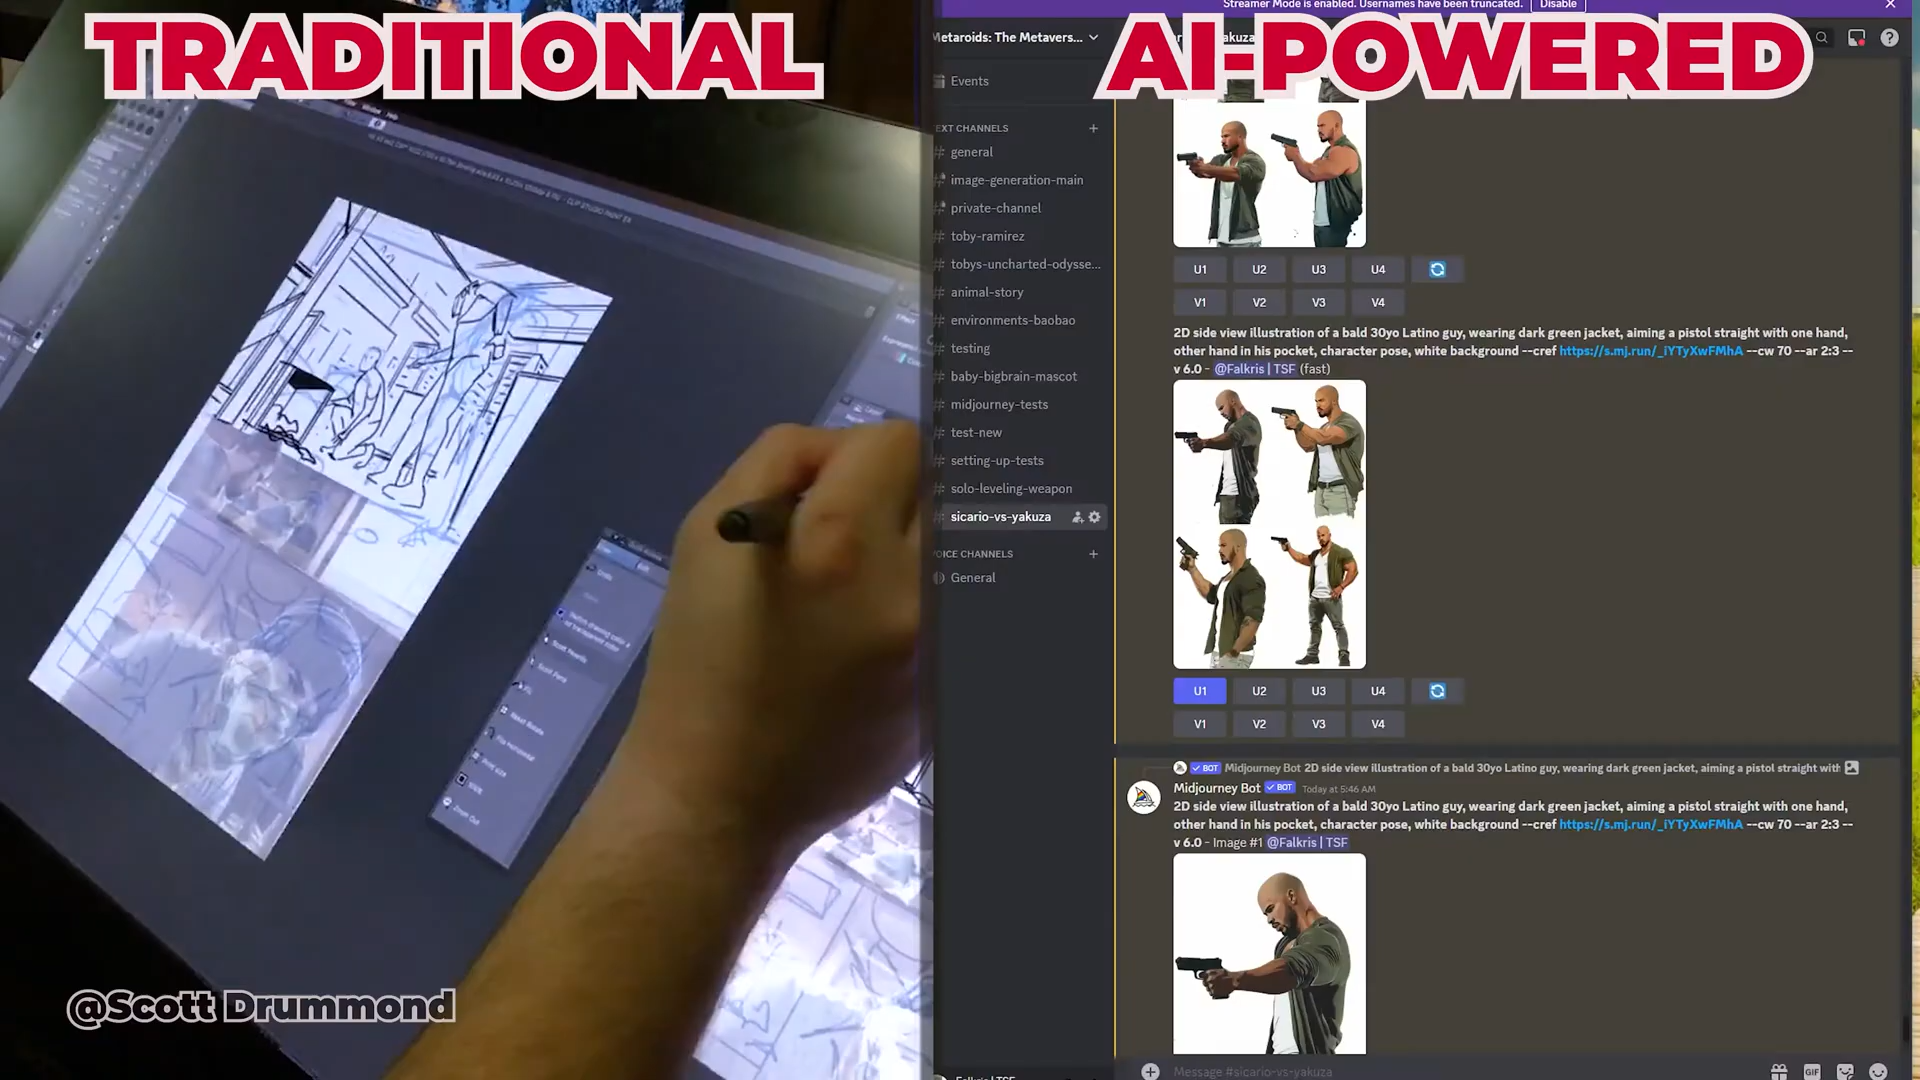 TRADITIONAL
AI-POWERED
Streamer Mode is enabled. Usernames have been truncated.
Disable
Metaroids: The Metavers...
akuza
Events
TEXT CHANNELS
general
image-generation-main
private-channel
toby-ramirez
tobys-uncharted-odysse...
animal-story
environments-baobao
testing
baby-bigbrain-mascot
midjourney-tests
test-new
setting-up-tests
solo-leveling-weapon
sicario-vs-yakuza
VOICE CHANNELS
General
U1 U2 U3 U4
V1 V2 V3 V4
2D side view illustration of a bald 30yo Latino guy, wearing dark green jacket, aiming a pistol straight with one hand,
other hand in his pocket, character pose, white background --cref https://s.mj.run/_iYTyXwFMhA --cw 70 --ar 2:3 --
v 6.0 - @Falkris | TSF (fast)
U1 U2 U3 U4
V1 V2 V3 V4
BOT Midjourney Bot 2D side view illustration of a bald 30yo Latino guy, wearing dark green jacket, aiming a pistol straight with
Midjourney Bot BOT Today at 5:46 AM
2D side view illustration of a bald 30yo Latino guy, wearing dark green jacket, aiming a pistol straight with one hand,
other hand in his pocket, character pose, white background --cref https://s.mj.run/_iYTyXwFMhA --cw 70 --ar 2:3 --
v 6.0 - Image #1 @Falkris | TSF
Message #sicario-vs-yakuza
GIF
Falkris | TSF
@Scott Drummond